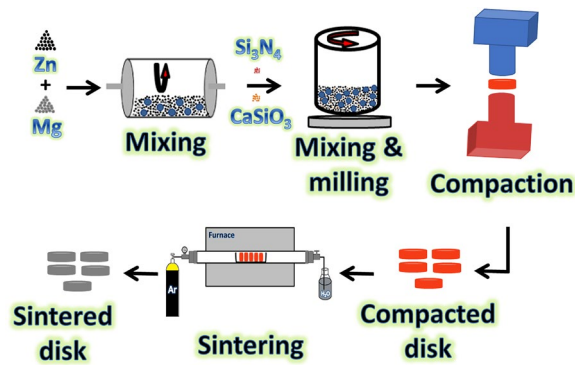 Zn
+
Mg
Mixing
Si₃N₄
CaSiO₃
Mixing &
milling
Compaction
Furnace
Ar
H₂O
Sintered
disk
Sintering
Compacted
disk